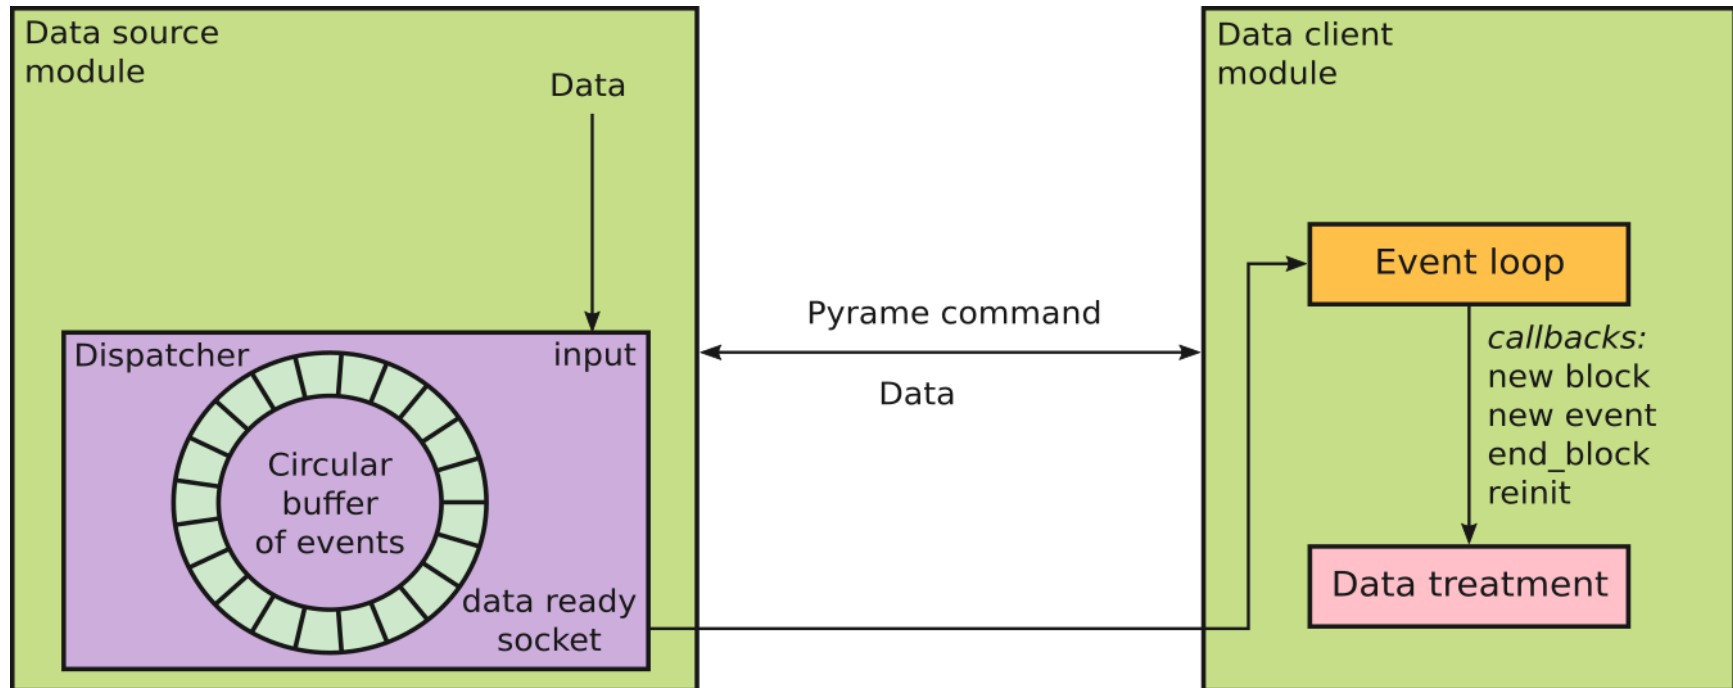 Data source
module
Data
Dispatcher
input
Circular
buffer
of events
data ready
socket
Pyrame command
Data
Data client
module
Event loop
callbacks:
new block
new event
end_block
reinit
Data treatment